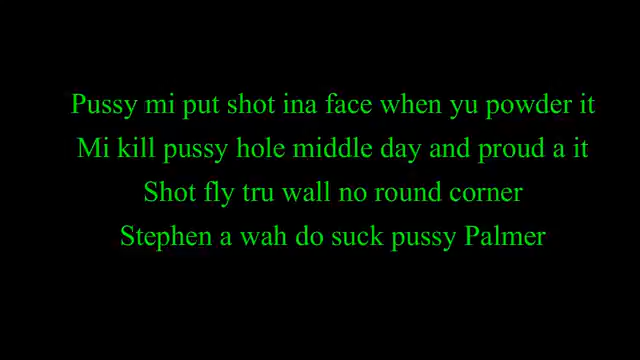 Pussy mi put shot ina face when yu powder it
Mi kill pussy hole middle day and proud a it
Shot fly tru wall no round corner
Stephen a wah do suck pussy Palmer